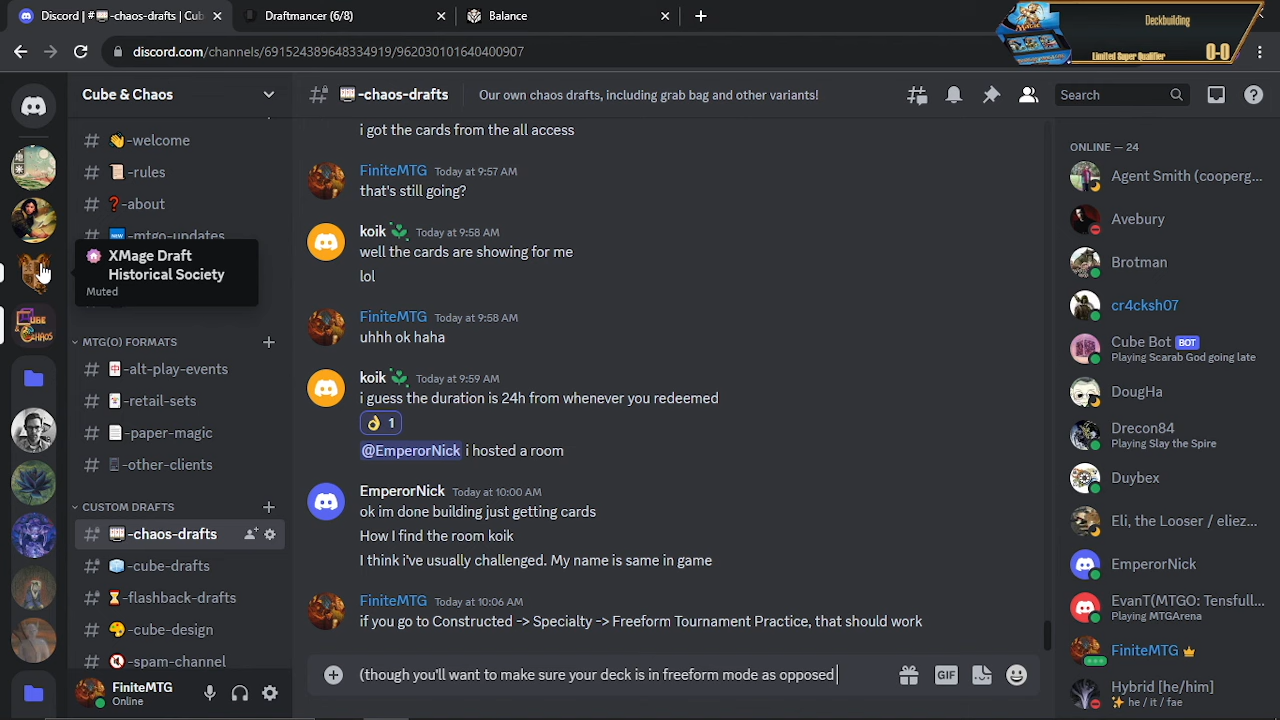 Discord | # -chaos-drafts | Cub
Draftmancer (6/8)
Balance
Deckbuilding
Limited Super Qualifier
0-0
discord.com/channels/691524389648334919/962030101640400907
Cube & Chaos
-chaos-drafts
Our own chaos drafts, including grab bag and other variants!
Search
-welcome
-rules
-about
-mtgo-updates
XMage Draft
Historical Society
Muted
MTG(O) FORMATS
-alt-play-events
-retail-sets
-paper-magic
-other-clients
CUSTOM DRAFTS
-chaos-drafts
-cube-drafts
-flashback-drafts
-cube-design
-spam-channel
FiniteMTG
Online
i got the cards from the all access
FiniteMTG Today at 9:57 AM
that's still going?
koik Today at 9:58 AM
well the cards are showing for me
lol
FiniteMTG Today at 9:58 AM
uhhh ok haha
koik Today at 9:59 AM
i guess the duration is 24h from whenever you redeemed
1
@EmperorNick i hosted a room
EmperorNick Today at 10:00 AM
ok im done building just getting cards
How I find the room koik
I think i've usually challenged. My name is same in game
FiniteMTG Today at 10:06 AM
if you go to Constructed -> Specialty -> Freeform Tournament Practice, that should work
(though you'll want to make sure your deck is in freeform mode as opposed
GIF
ONLINE — 24
Agent Smith (cooperg...
Avebury
Brotman
cr4cksh07
Cube Bot BOT
Playing Scarab God going late
DougHa
Drecon84
Playing Slay the Spire
Duybex
Eli, the Looser / eliez...
EmperorNick
EvanT(MTGO: Tensfull...
Playing MTGArena
FiniteMTG
Hybrid [he/him]
he / it / fae